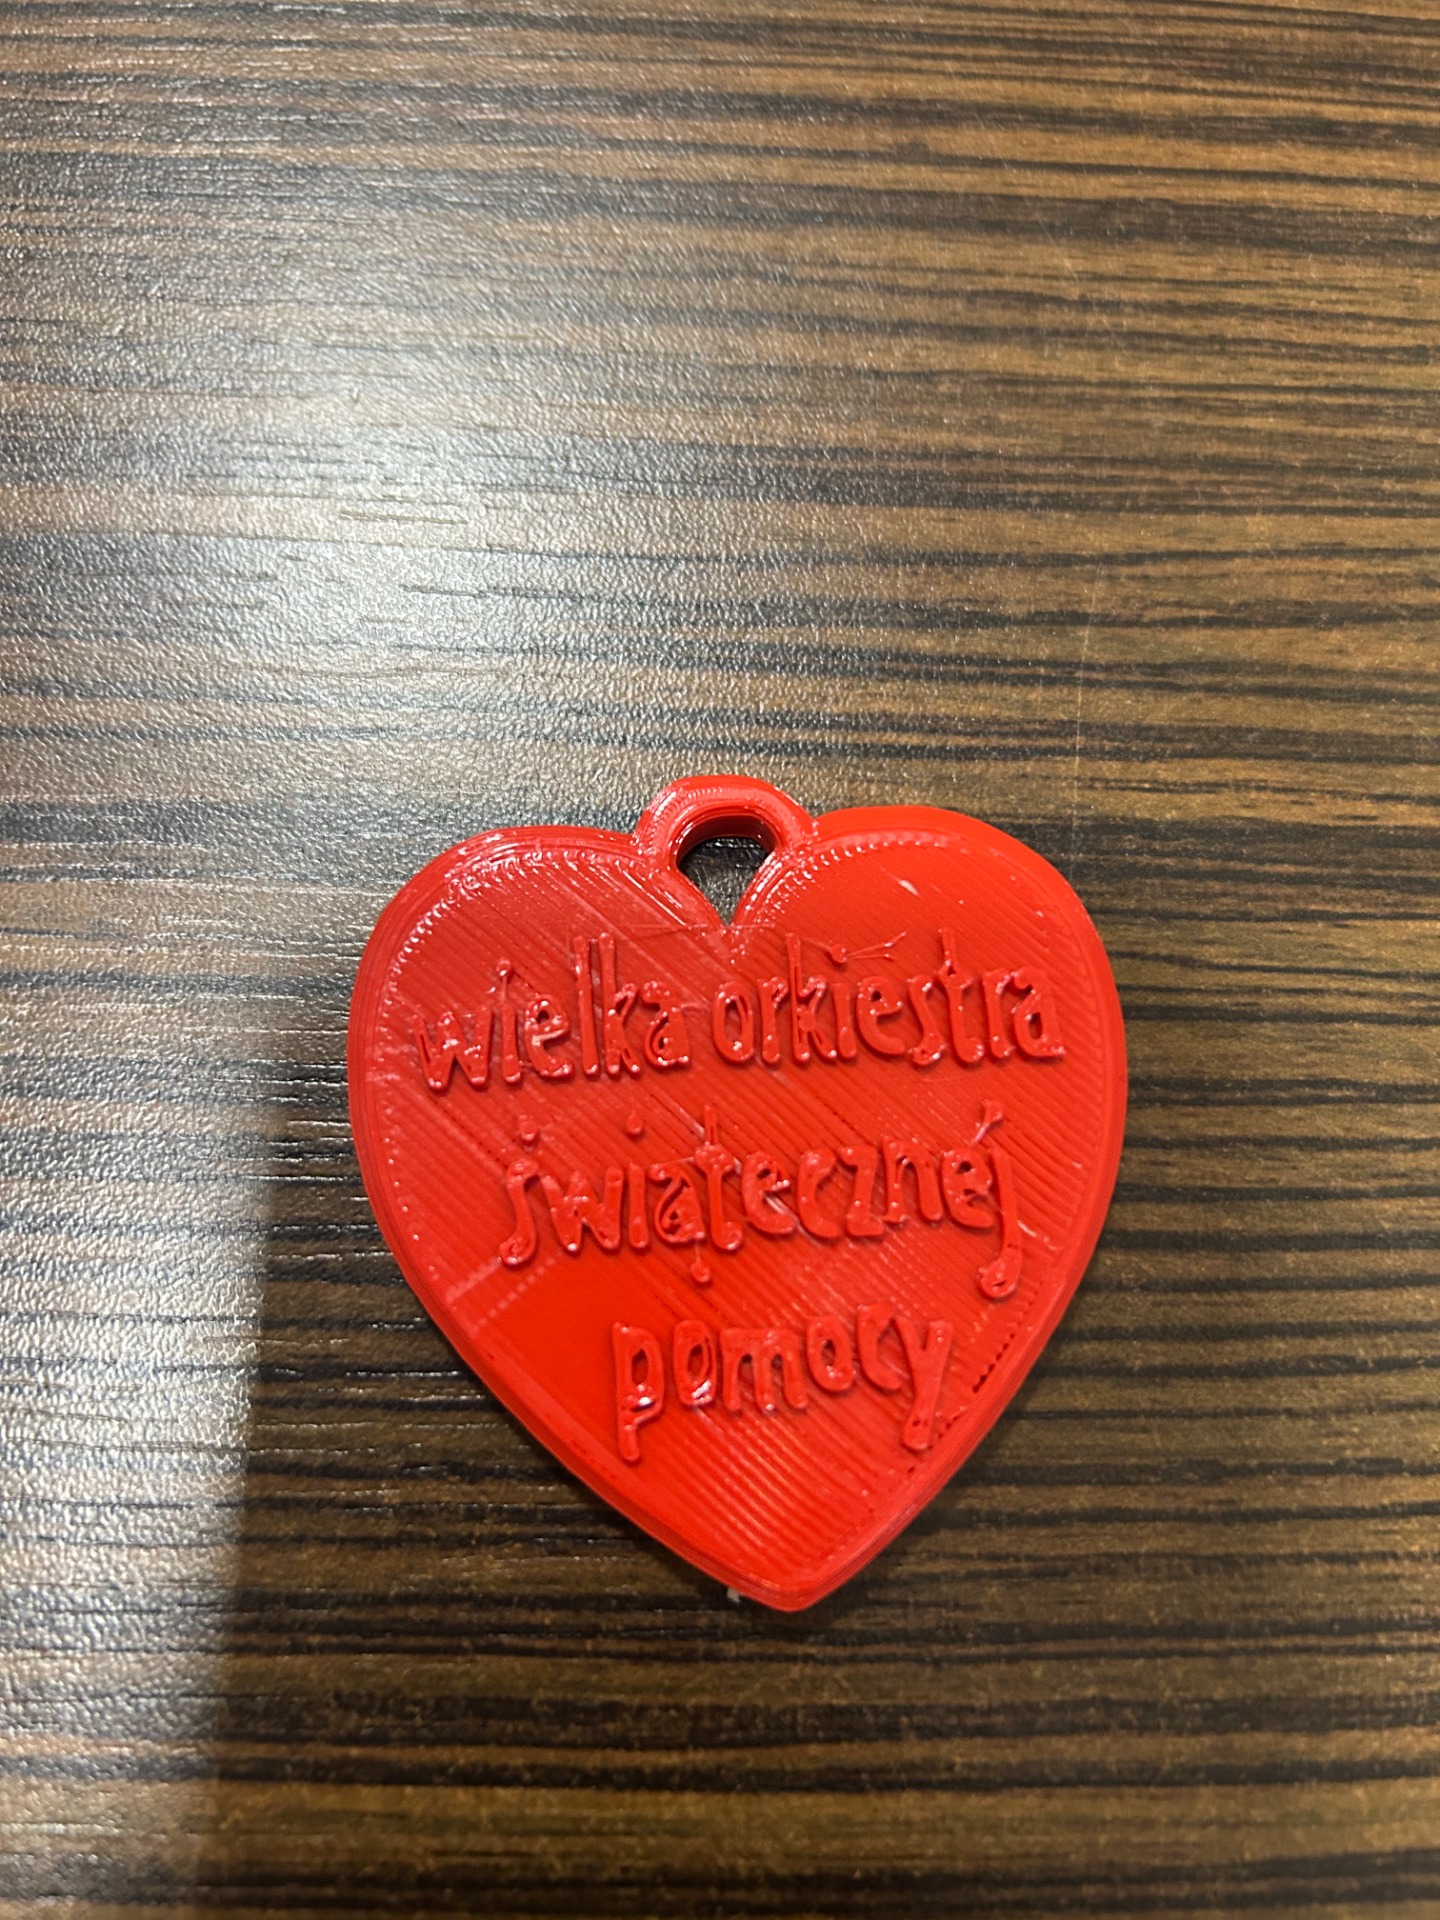 wielka orkiestra
świątecznej
pomocy